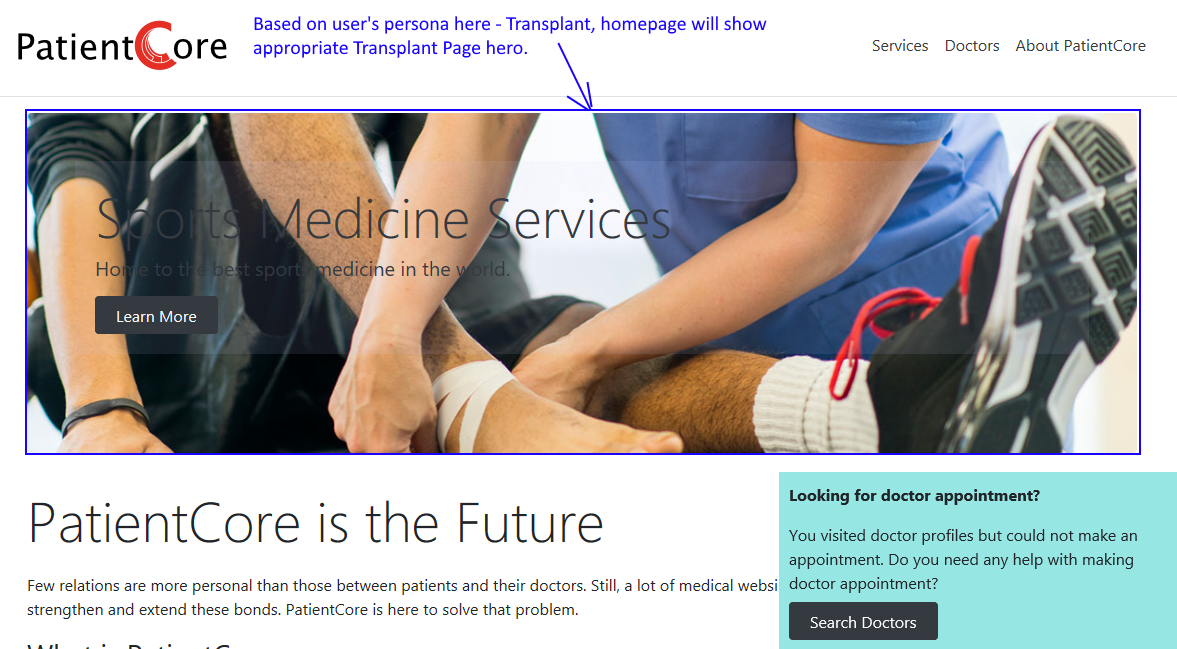 PatientCore
Based on user's persona here - Transplant, homepage will show
appropriate Transplant Page hero.
Services Doctors About PatientCore
Sports Medicine Services
Home to the best sports medicine in the world.
Learn More
PatientCore is the Future
Few relations are more personal than those between patients and their doctors. Still, a lot of medical
strengthen and extend these bonds. PatientCore is here to solve that problem.
What is
Looking for doctor appointment?
You visited doctor profiles but could not make an
appointment. Do you need any help with making
doctor appointment?
Search Doctors